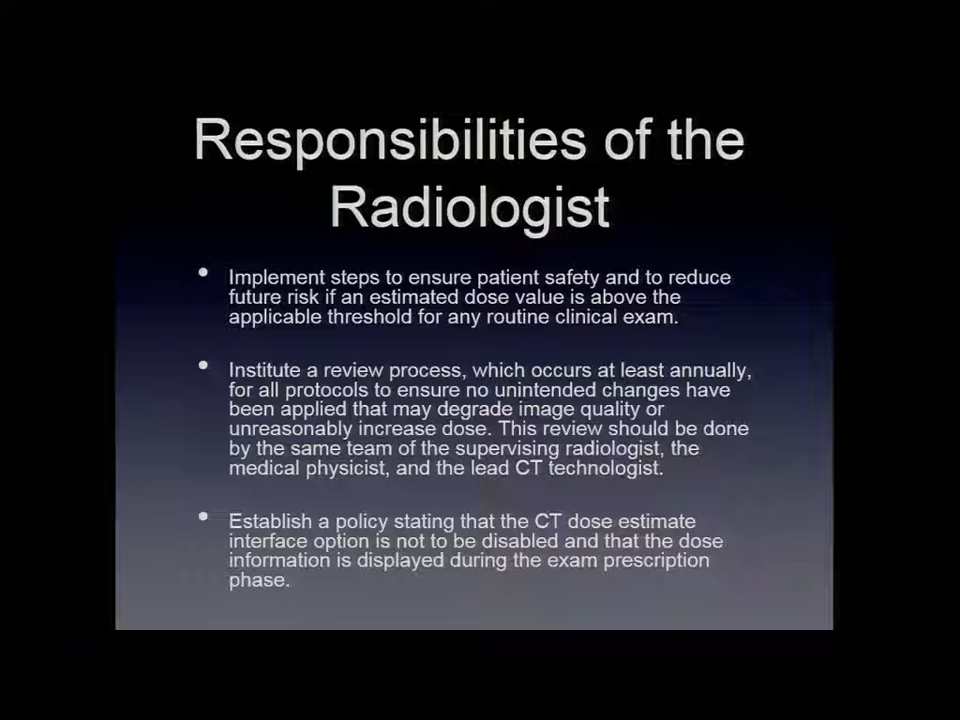 Responsibilities of the
Radiologist
• Implement steps to ensure patient safety and to reduce
future risk if an estimated dose value is above the
applicable threshold for any routine clinical exam.
• Institute a review process, which occurs at least annually,
for all protocols to ensure no unintended changes have
been applied that may degrade image quality or
unreasonably increase dose. This review should be done
by the same team of the supervising radiologist, the
medical physicist, and the lead CT technologist.
• Establish a policy stating that the CT dose estimate
interface option is not to be disabled and that the dose
information is displayed during the exam prescription
phase.